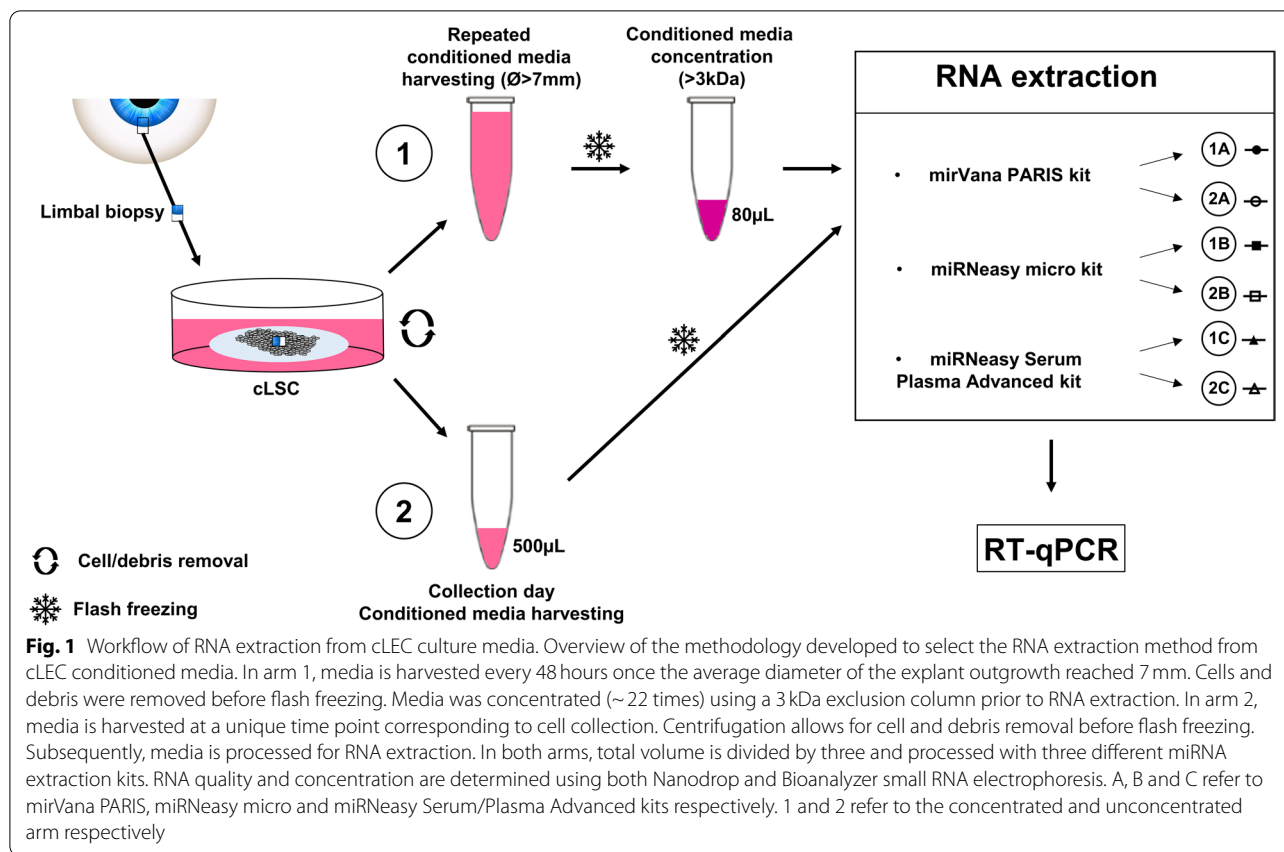 Repeated
conditioned media
harvesting (Ø>7mm)
Conditioned media
concentration
(>3kDa)
1
80µL
Limbal biopsy
cLSC
2
500µL
Collection day
Conditioned media harvesting
Cell/debris removal
Flash freezing
RNA extraction
• mirVana PARIS kit
1A
2A
• miRNeasy micro kit
1B
2B
• miRNeasy Serum
Plasma Advanced kit
1C
2C
RT-qPCR
Fig. 1 Workflow of RNA extraction from cLEC culture media. Overview of the methodology developed to select the RNA extraction method from
cLEC conditioned media. In arm 1, media is harvested every 48 hours once the average diameter of the explant outgrowth reached 7 mm. Cells and
debris were removed before flash freezing. Media was concentrated (~ 22 times) using a 3 kDa exclusion column prior to RNA extraction. In arm 2,
media is harvested at a unique time point corresponding to cell collection. Centrifugation allows for cell and debris removal before flash freezing.
Subsequently, media is processed for RNA extraction. In both arms, total volume is divided by three and processed with three different miRNA
extraction kits. RNA quality and concentration are determined using both Nanodrop and Bioanalyzer small RNA electrophoresis. A, B and C refer to
mirVana PARIS, miRNeasy micro and miRNeasy Serum/Plasma Advanced kits respectively. 1 and 2 refer to the concentrated and unconcentrated
arm respectively